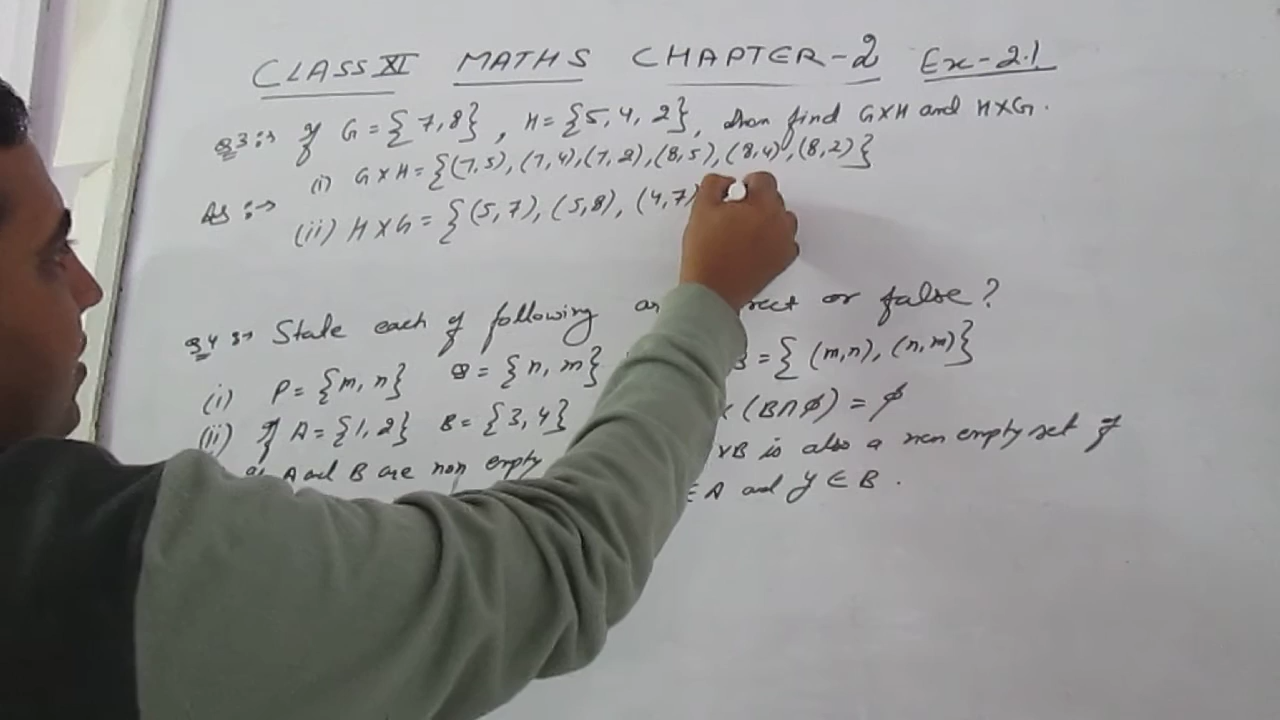 CLASS XI MATHS CHAPTER-2 Ex-2.1
Q3:→ If G = {7,8}, H = {5, 4, 2}, then find G×H and H×G.
(i) G×H = {(7,5), (7,4), (7,2), (8,5), (8,4), (8,2)}
As :→
(ii) H×G = {(5,7), (5,8), (4,7)
Q4 :→ State each of following or false?
(i) P = {m, n} Q = {n, m} = { (m,n), (n,m)}
(ii) If A = {1,2} B = {3, 4} × (B∩ϕ) = ϕ
A and B are non empty ×B is also a non empty set of
∈ A and y ∈ B.